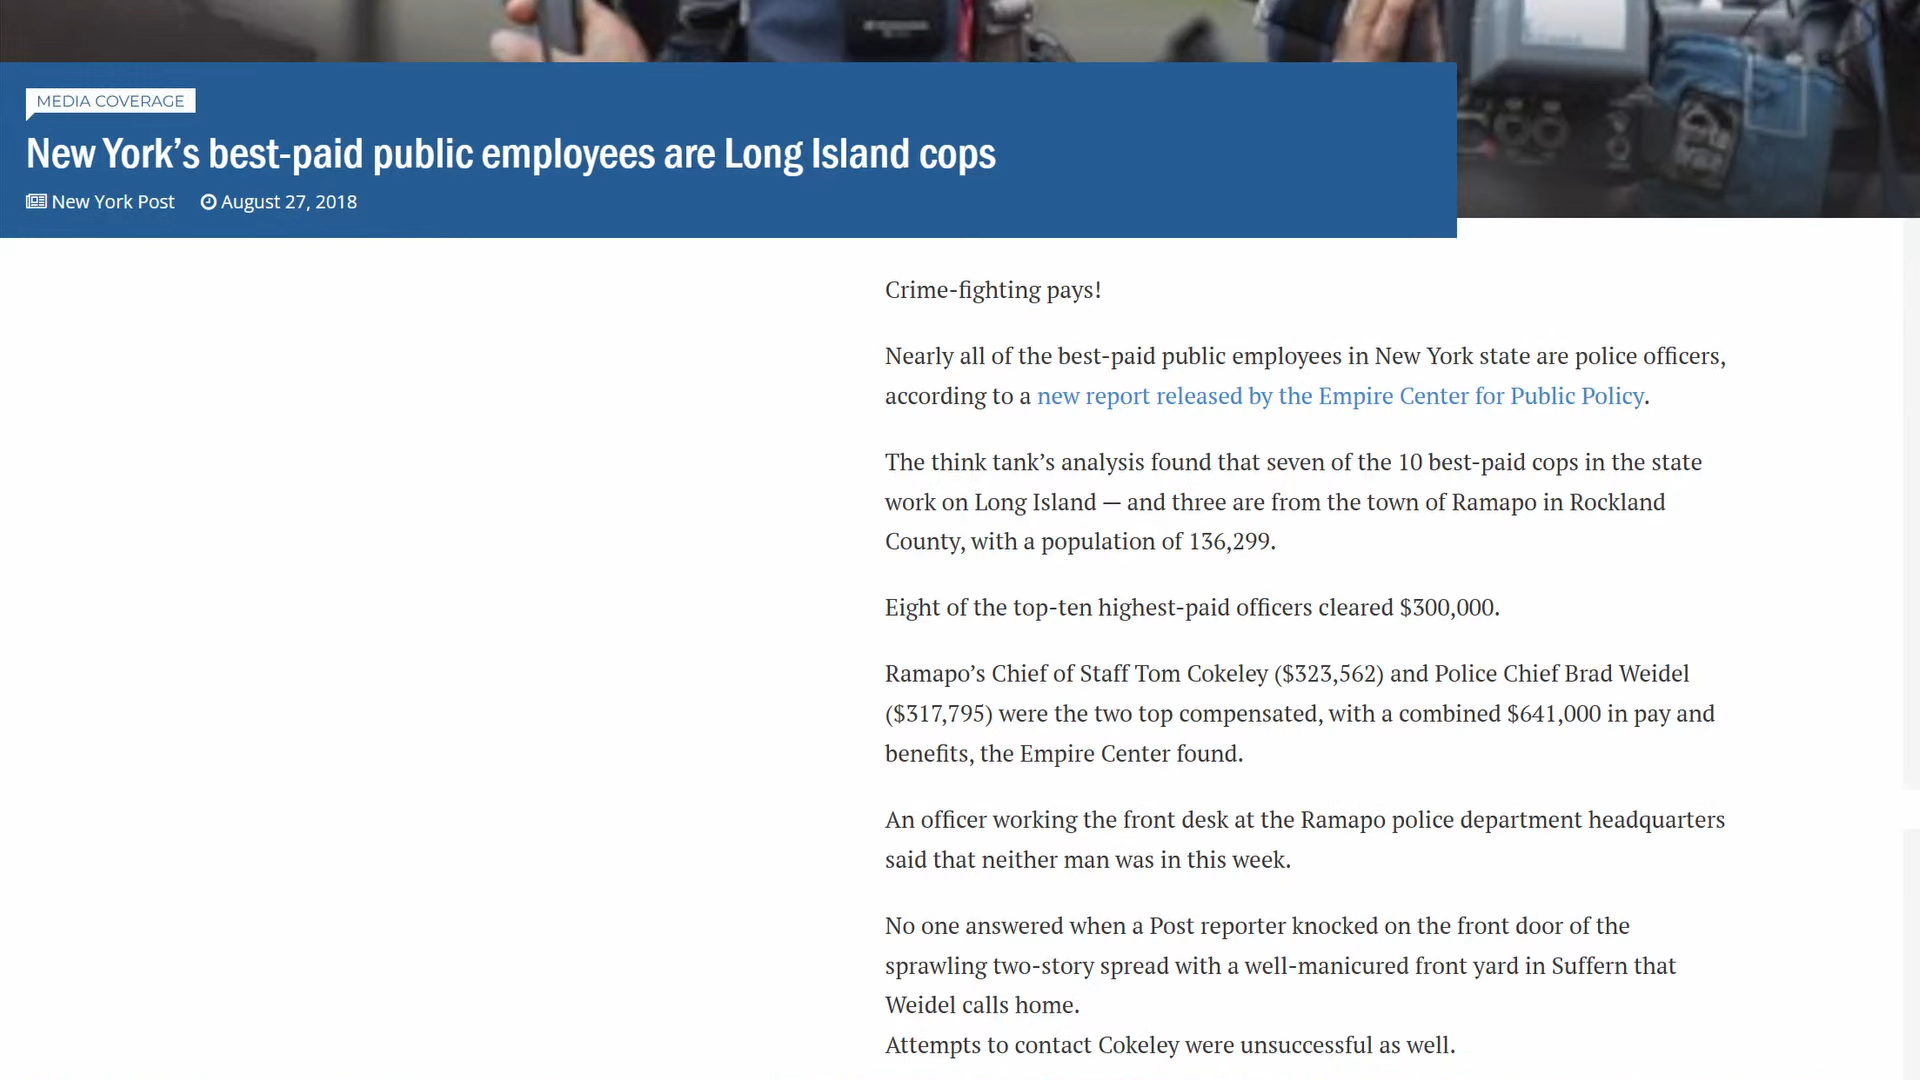 MEDIA COVERAGE
New York’s best-paid public employees are Long Island cops
New York Post August 27, 2018
Crime-fighting pays!
Nearly all of the best-paid public employees in New York state are police officers,
according to a new report released by the Empire Center for Public Policy.
The think tank’s analysis found that seven of the 10 best-paid cops in the state
work on Long Island — and three are from the town of Ramapo in Rockland
County, with a population of 136,299.
Eight of the top-ten highest-paid officers cleared $300,000.
Ramapo’s Chief of Staff Tom Cokeley ($323,562) and Police Chief Brad Weidel
($317,795) were the two top compensated, with a combined $641,000 in pay and
benefits, the Empire Center found.
An officer working the front desk at the Ramapo police department headquarters
said that neither man was in this week.
No one answered when a Post reporter knocked on the front door of the
sprawling two-story spread with a well-manicured front yard in Suffern that
Weidel calls home.
Attempts to contact Cokeley were unsuccessful as well.